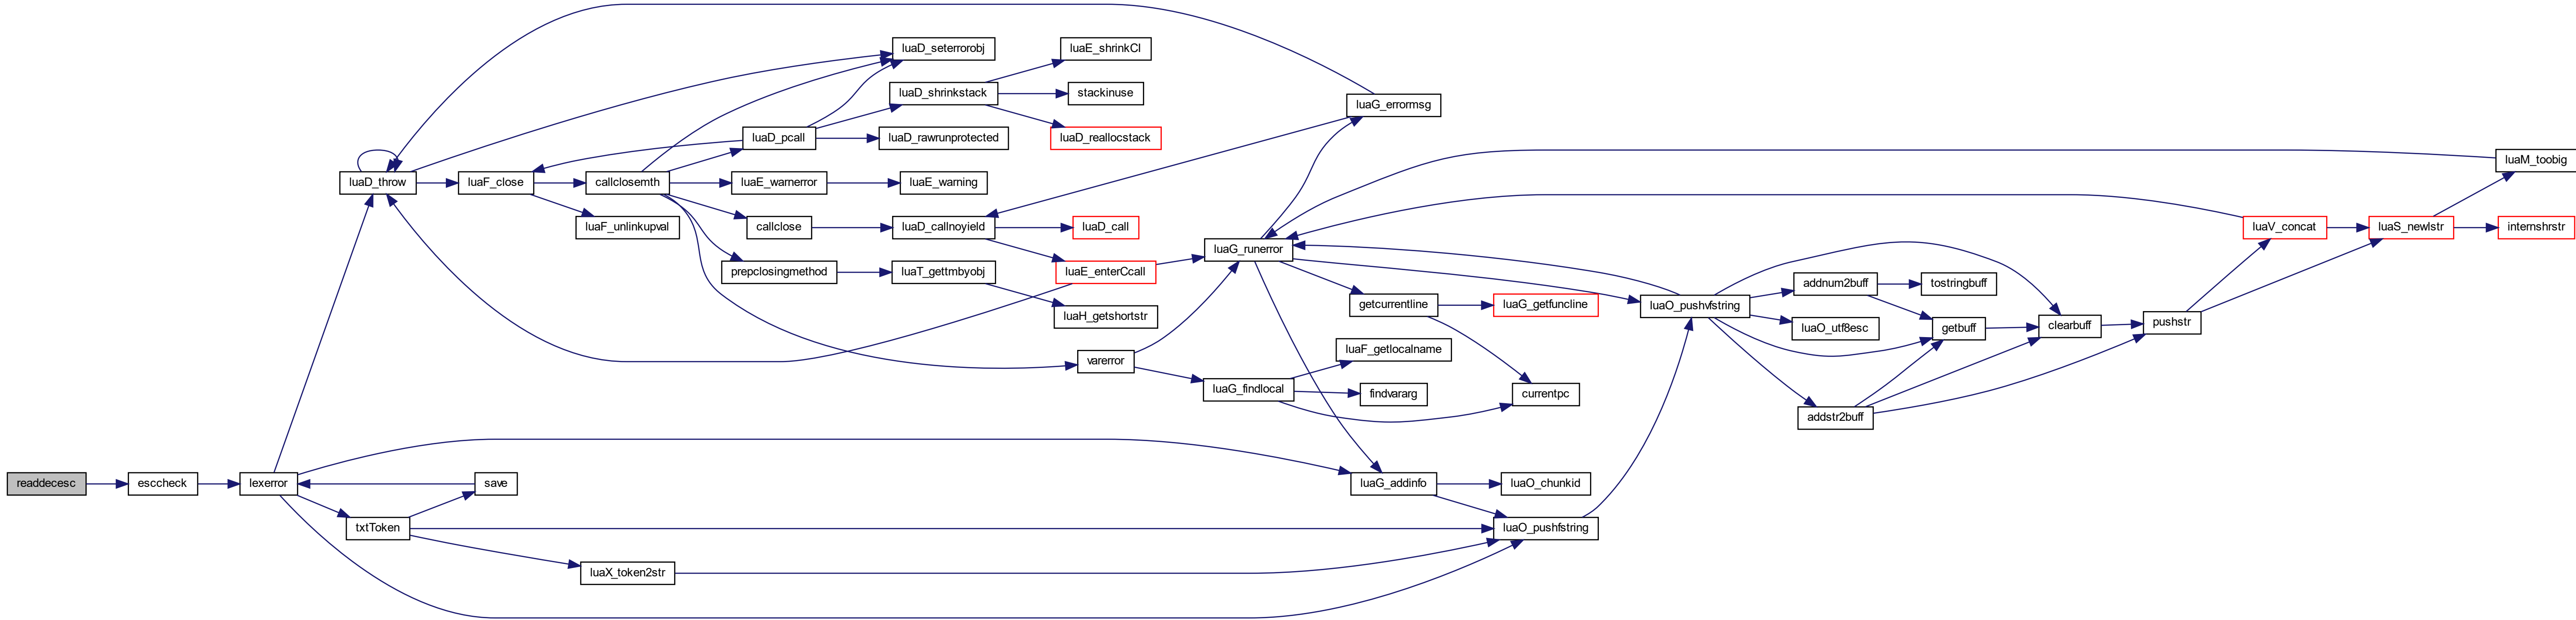 readdecesc
esccheck
lexerror
luaD_throw
txtToken
save
luaF_close
luaX_token2str
callclosemth
luaF_unlinkupval
luaD_pcall
luaE_warnerror
callclose
prepclosingmethod
luaD_seterrorobj
luaD_shrinkstack
luaD_rawrunprotected
luaE_warning
luaD_callnoyield
luaT_gettmbyobj
luaE_shrinkCI
stackinuse
luaD_reallocstack
luaD_call
luaE_enterCcall
luaH_getshortstr
varerror
luaG_runerror
luaG_findlocal
luaG_errormsg
getcurrentline
luaF_getlocalname
findvararg
luaG_addinfo
luaG_getfuncline
currentpc
luaO_chunkid
luaO_pushfstring
luaO_pushvfstring
addnum2buff
luaO_utf8esc
addstr2buff
tostringbuff
getbuff
clearbuff
pushstr
luaV_concat
luaS_newlstr
luaM_toobig
internshrstr